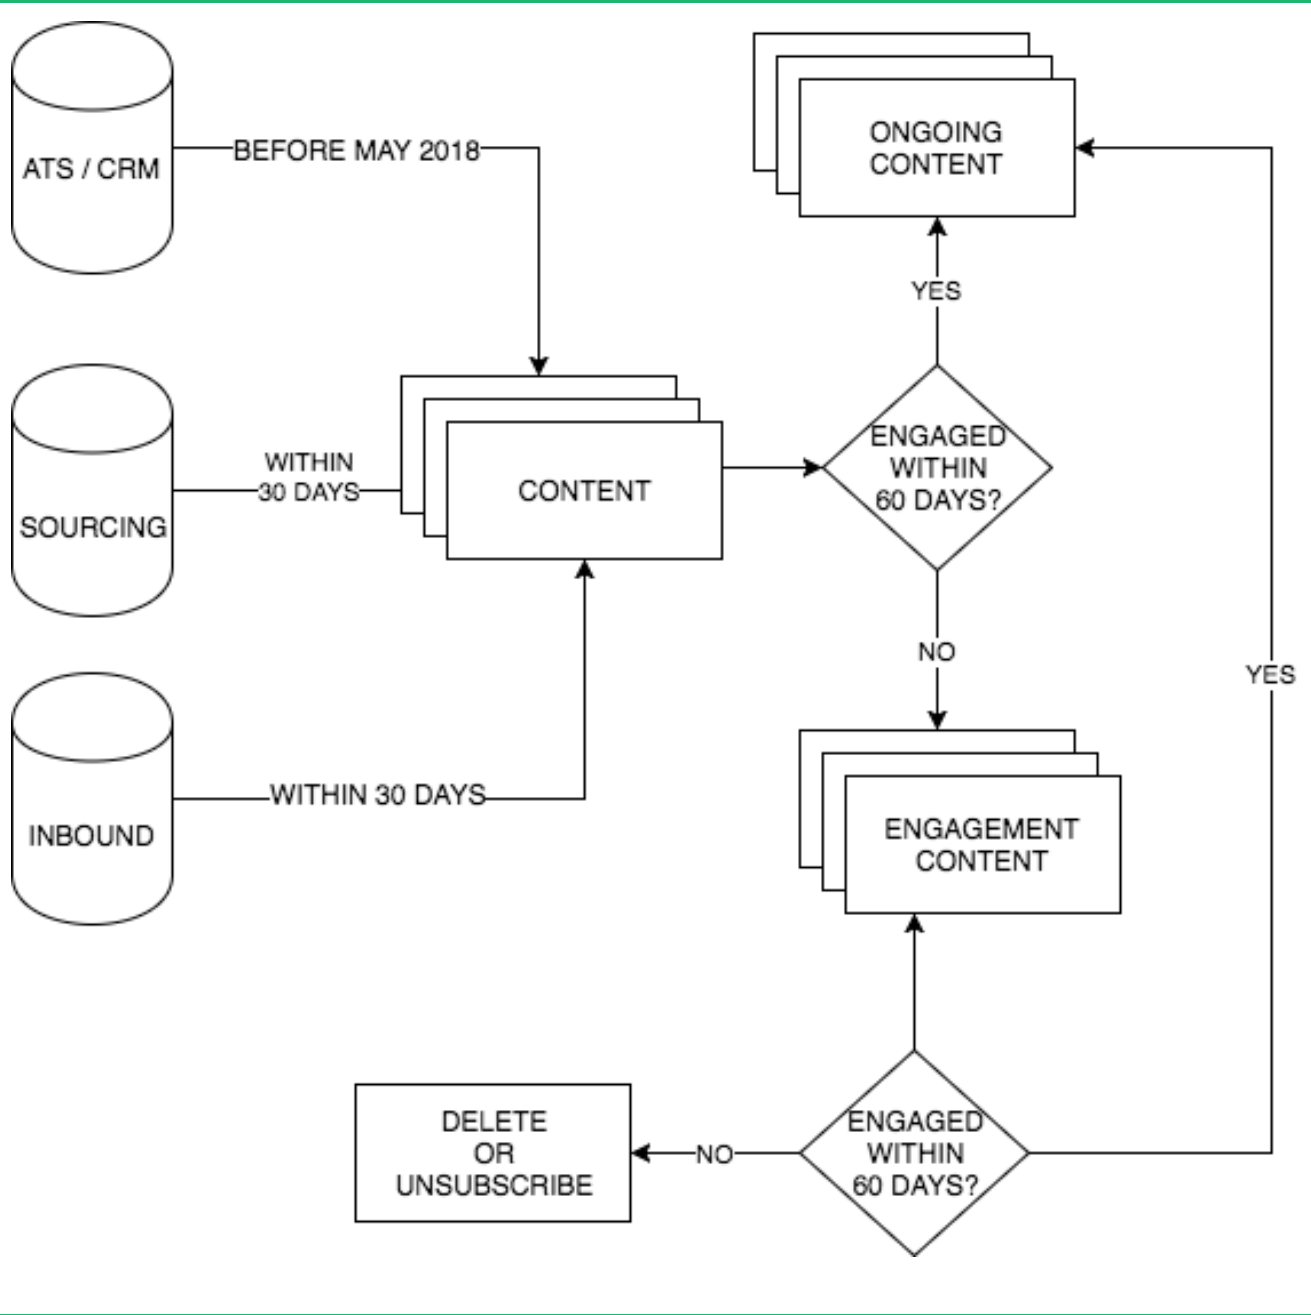 ATS / CRM
BEFORE MAY 2018
ONGOING
CONTENT
YES
SOURCING
WITHIN
30 DAYS
CONTENT
ENGAGED
WITHIN
60 DAYS?
NO
YES
INBOUND
WITHIN 30 DAYS
ENGAGEMENT
CONTENT
DELETE
OR
UNSUBSCRIBE
NO
ENGAGED
WITHIN
60 DAYS?